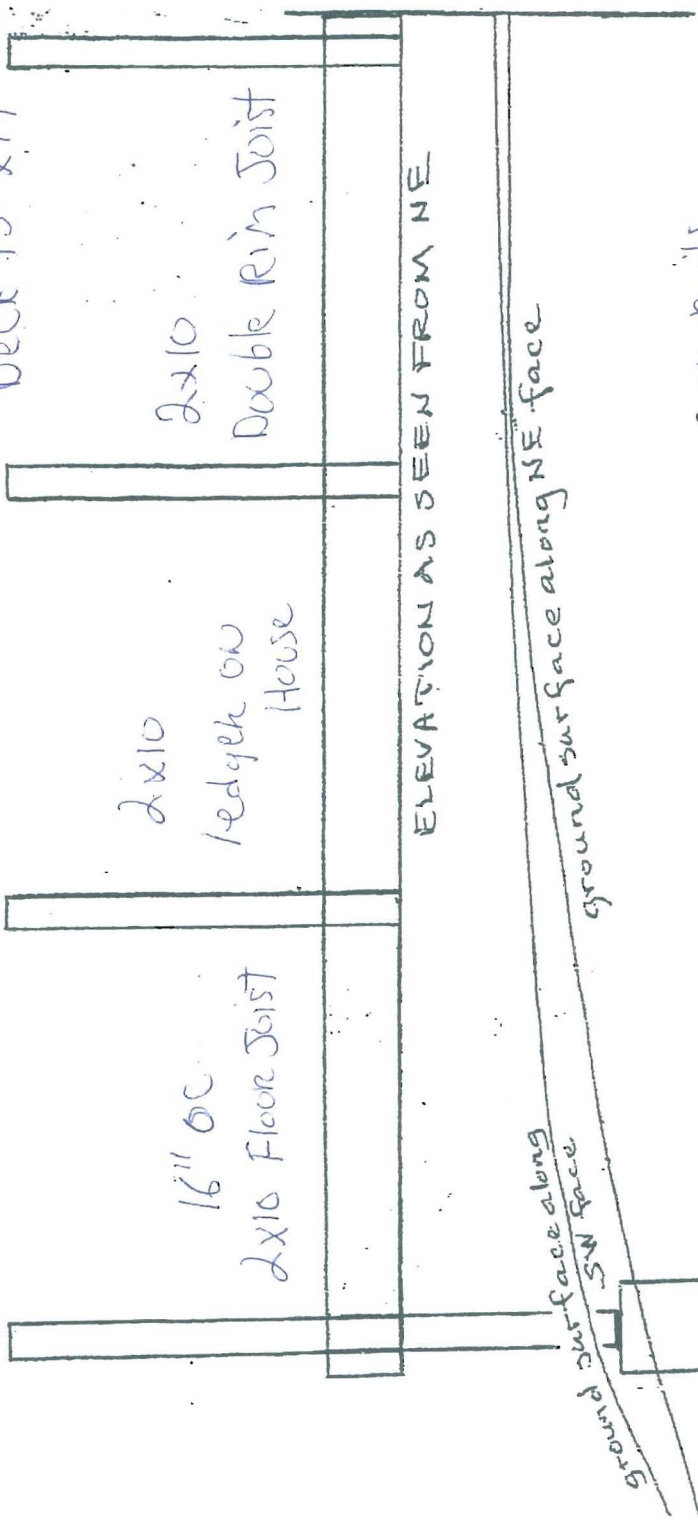 16" OC
2x10 Floor Joist
2x10
ledger on
House
2x10
Double Rim Joist
ELEVATION AS SEEN FROM NE
ground surface along
SW face
ground surface along NE face